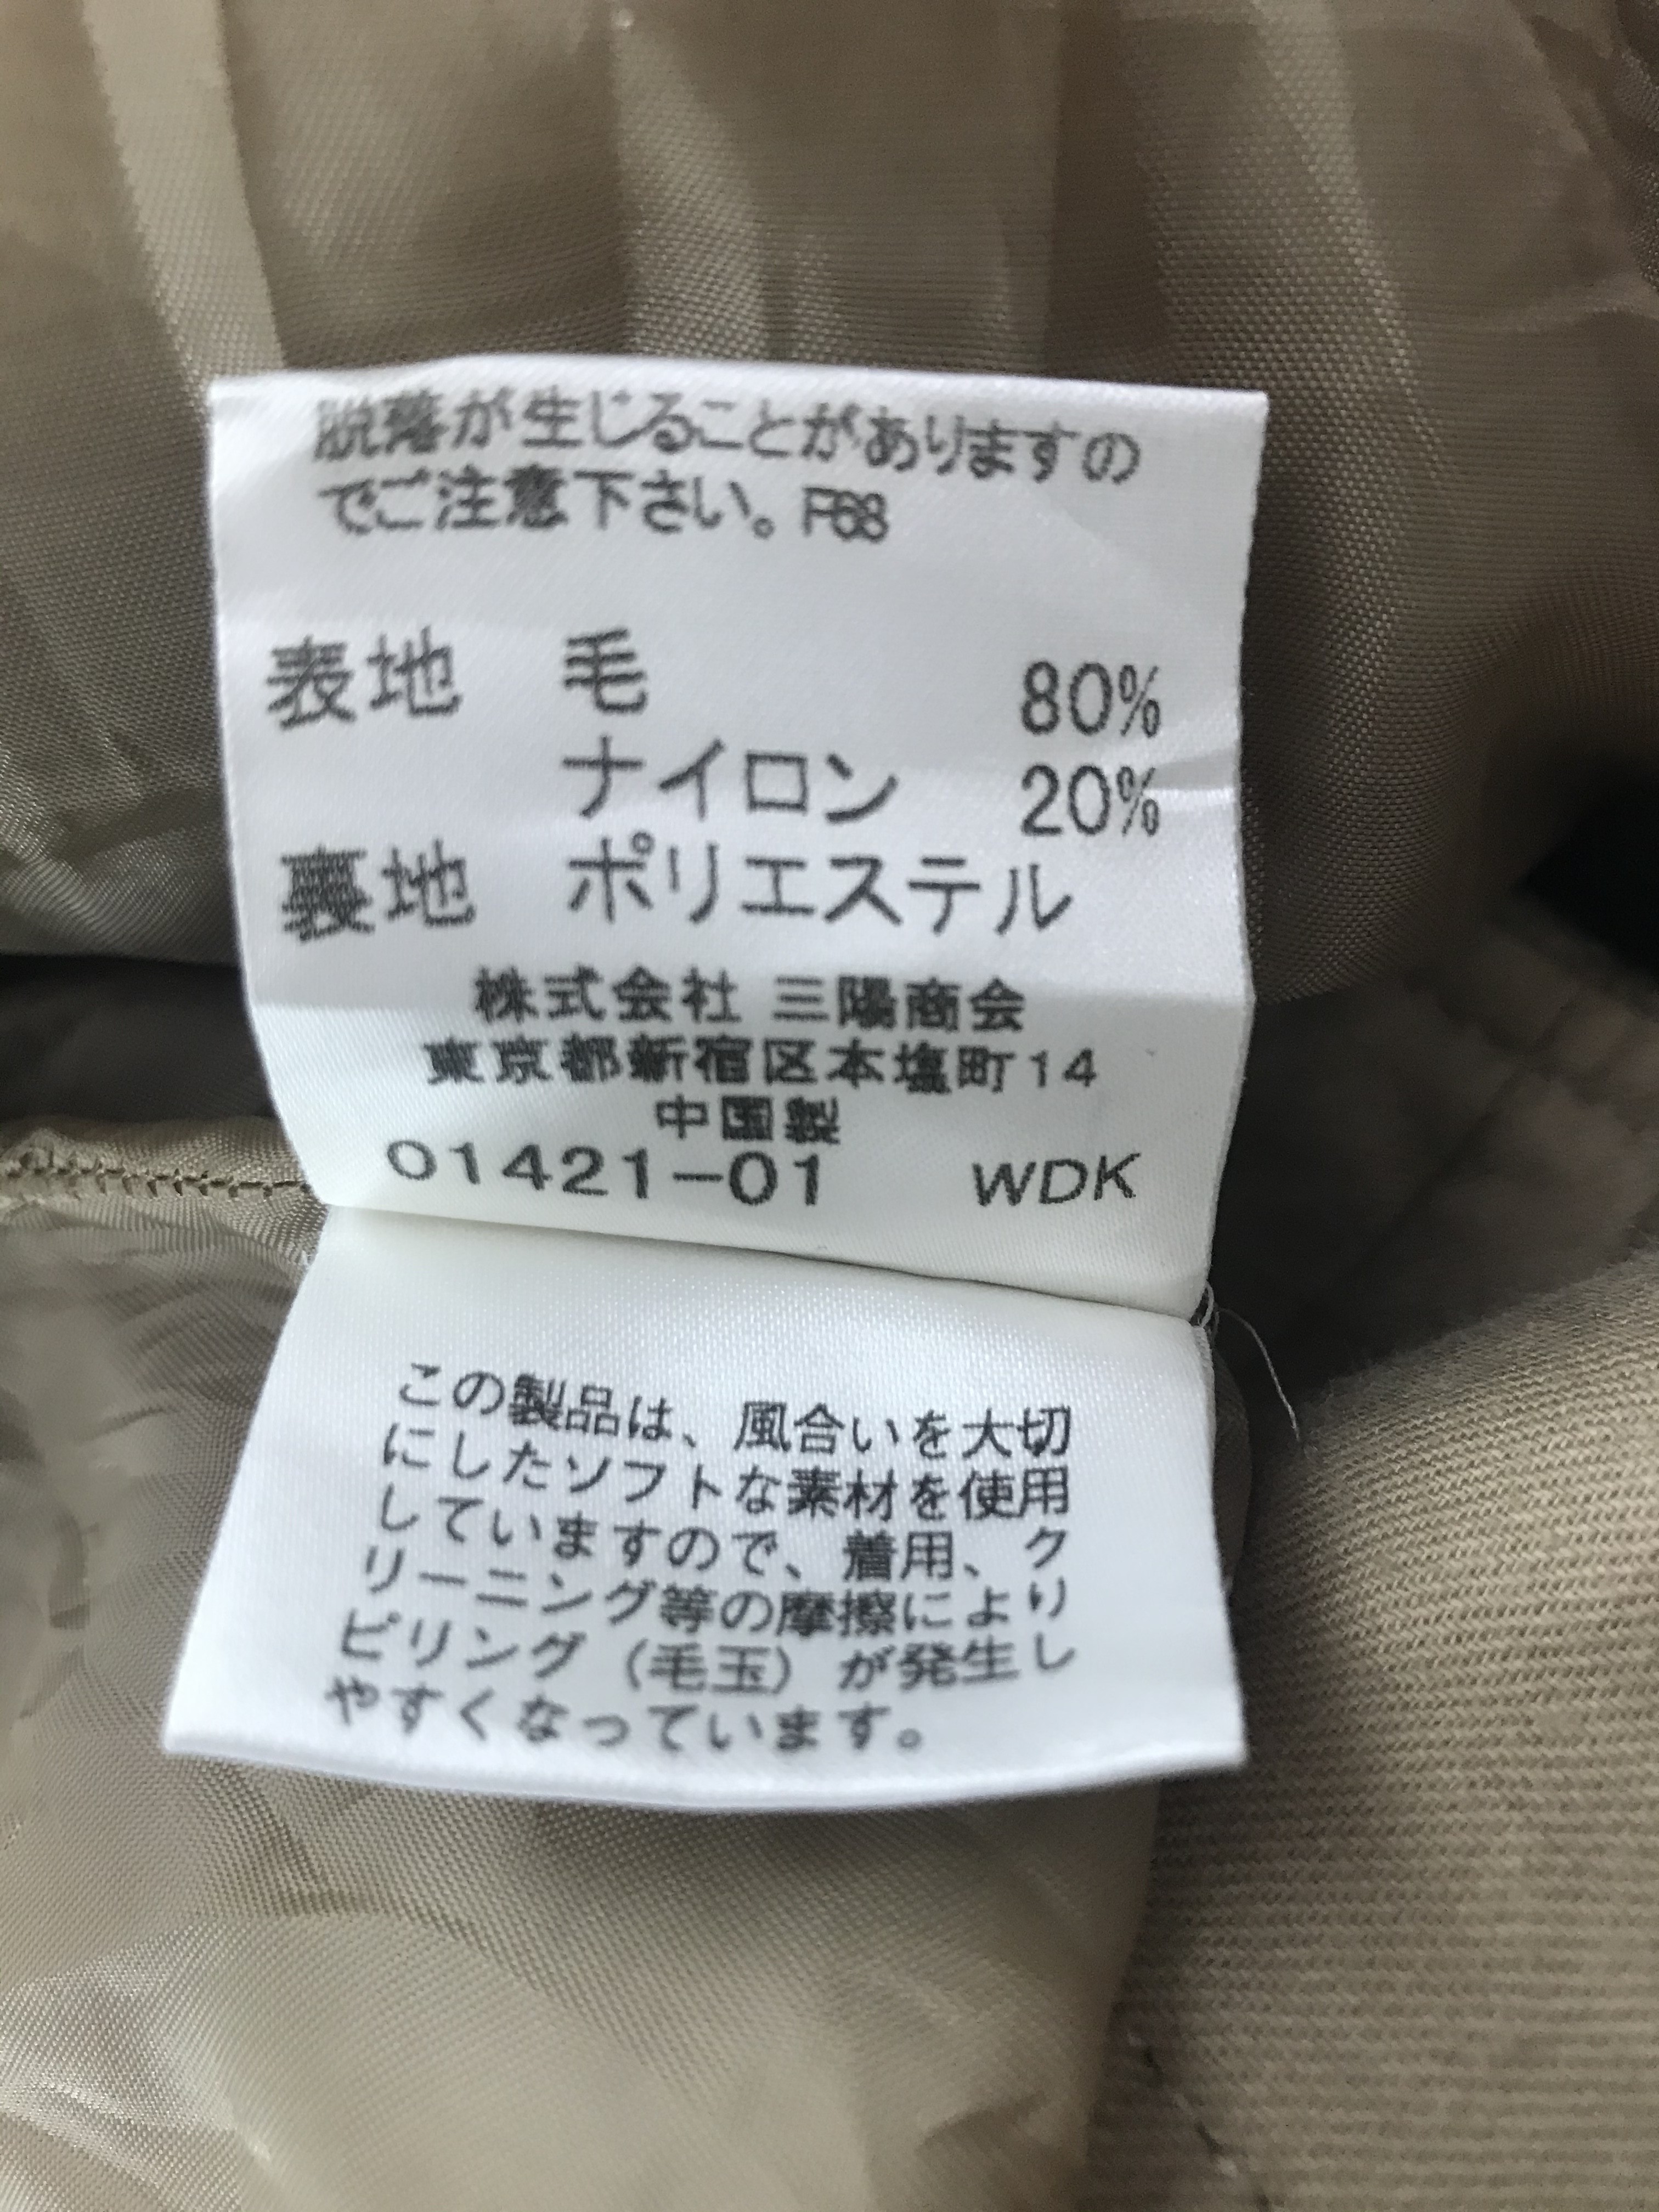 脱落が生じることがありますの
でご注意下さい。F68
表地 毛 80%
ナイロン 20%
裏地 ポリエステル
株式会社 三陽商会
東京都新宿区本塩町14
中国製
01421-01 WDK
この製品は、風合いを大切
にしたソフトな素材を使用
していますので、着用、ク
リーニング等の摩擦により
ピリング（毛玉）が発生し
やすくなっています。